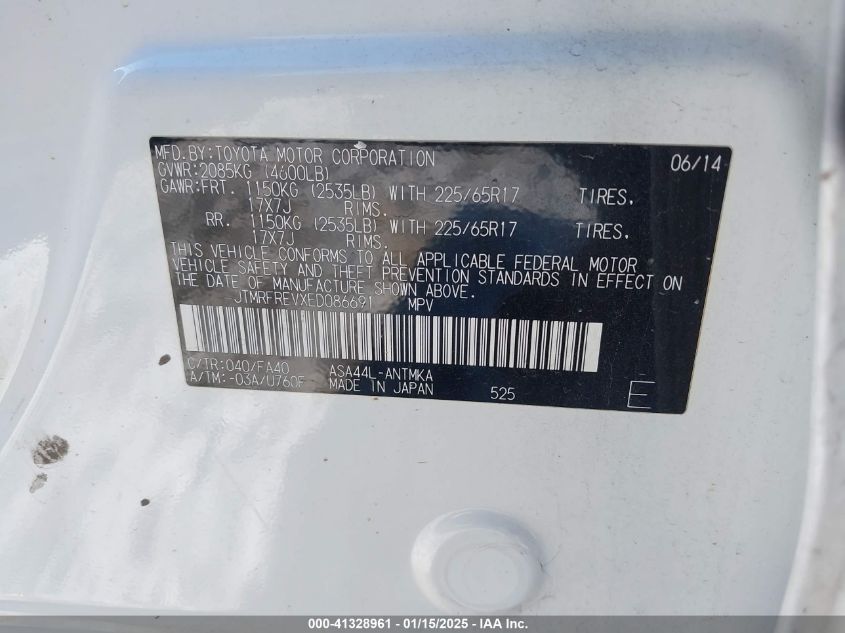 MFD.BY:TOYOTA MOTOR CORPORATION 06/14
GVWR:2085KG (4600LB)
GAWR:FRT. 1150KG (2535LB) WITH 225/65R17 TIRES,
17X7J RIMS.
RR. 1150KG (2535LB) WITH 225/65R17 TIRES,
17X7J RIMS.
THIS VEHICLE CONFORMS TO ALL APPLICABLE FEDERAL MOTOR
VEHICLE SAFETY AND THEFT PREVENTION STANDARDS IN EFFECT ON
THE DATE OF MANUFACTURE SHOWN ABOVE.
JTMRFREVXED086691 MPV
C/TR:040/FA40 ASA44L-ANTMKA
A/TM:-03A/U760F MADE IN JAPAN 525 E
000-41328961 - 01/15/2025 - IAA Inc.